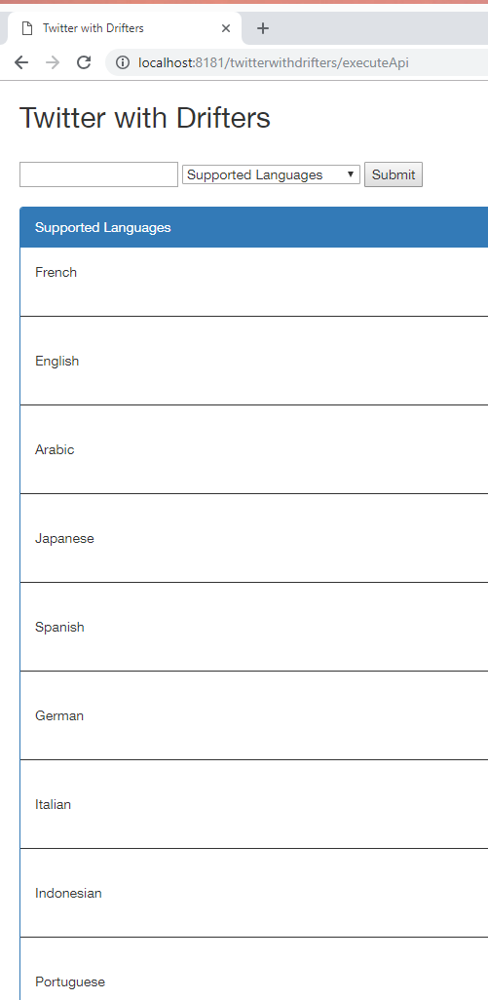 Twitter with Drifters
localhost:8181/twitterwithdrifters/executeApi
Twitter with Drifters
Supported Languages Submit
Supported Languages
French
English
Arabic
Japanese
Spanish
German
Italian
Indonesian
Portuguese